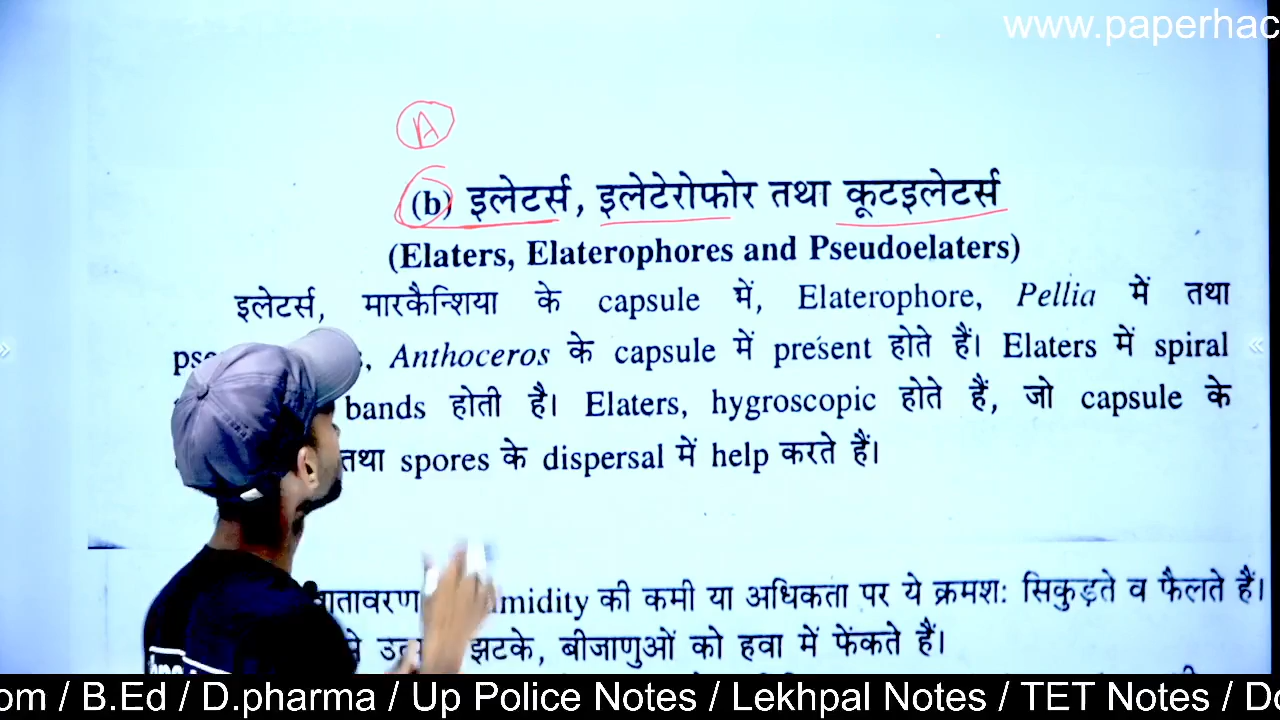 www.paperhac
A
(b) इलेटर्स, इलेटेरोफोर तथा कूटइलेटर्स
(Elaters, Elaterophores and Pseudoelaters)
इलेटर्स, मारकैन्शिया के capsule में, Elaterophore, Pellia में तथा
Anthoceros के capsule में present होते हैं। Elaters में spiral
bands होती है। Elaters, hygroscopic होते हैं, जो capsule के
तथा spores के dispersal में help करते हैं।
वातावरण की कमी या अधिकता पर ये क्रमश: सिकुड़ते व फैलते हैं।
झटके, बीजाणुओं को हवा में फेंकते हैं।
om / B.Ed / D.pharma / Up Police Notes / Lekhpal Notes / TET Notes / Do